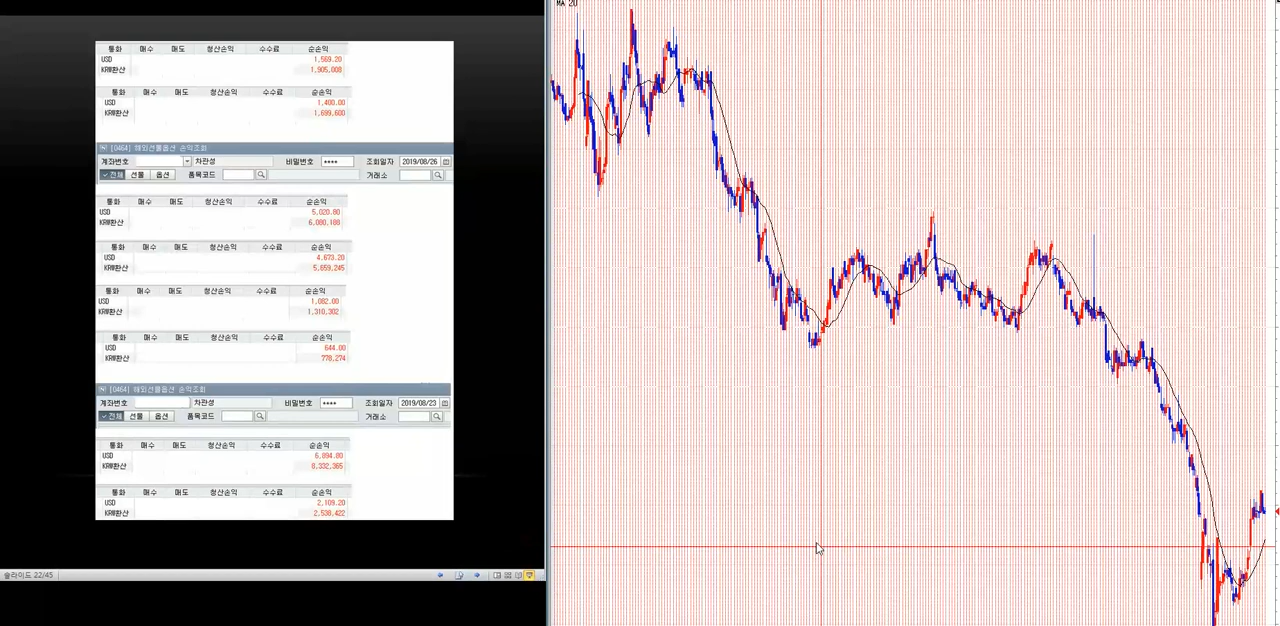 MA 20
통화 매수 매도 청산손익 수수료 순손익
USD 1,569.20
KRW환산 1,905,008
통화 매수 매도 청산손익 수수료 순손익
USD 1,400.00
KRW환산 1,699,600
[0464] 해외선물옵션 손익조회
계좌번호 차관성 비밀번호 **** 조회일자 2019/08/26
전체 선물 옵션 품목코드 거래소
통화 매수 매도 청산손익 수수료 순손익
USD 5,020.80
KRW환산 6,080,188
통화 매수 매도 청산손익 수수료 순손익
USD 4,673.20
KRW환산 5,659,245
통화 매수 매도 청산손익 수수료 순손익
USD 1,082.00
KRW환산 1,310,302
통화 매수 매도 청산손익 수수료 순손익
USD 644.00
KRW환산 778,274
[0464] 해외선물옵션 손익조회
계좌번호 차관성 비밀번호 **** 조회일자 2019/08/23
전체 선물 옵션 품목코드 거래소
통화 매수 매도 청산손익 수수료 순손익
USD 6,894.80
KRW환산 8,332,365
통화 매수 매도 청산손익 수수료 순손익
USD 2,109.20
KRW환산 2,538,422
슬라이드 22/45